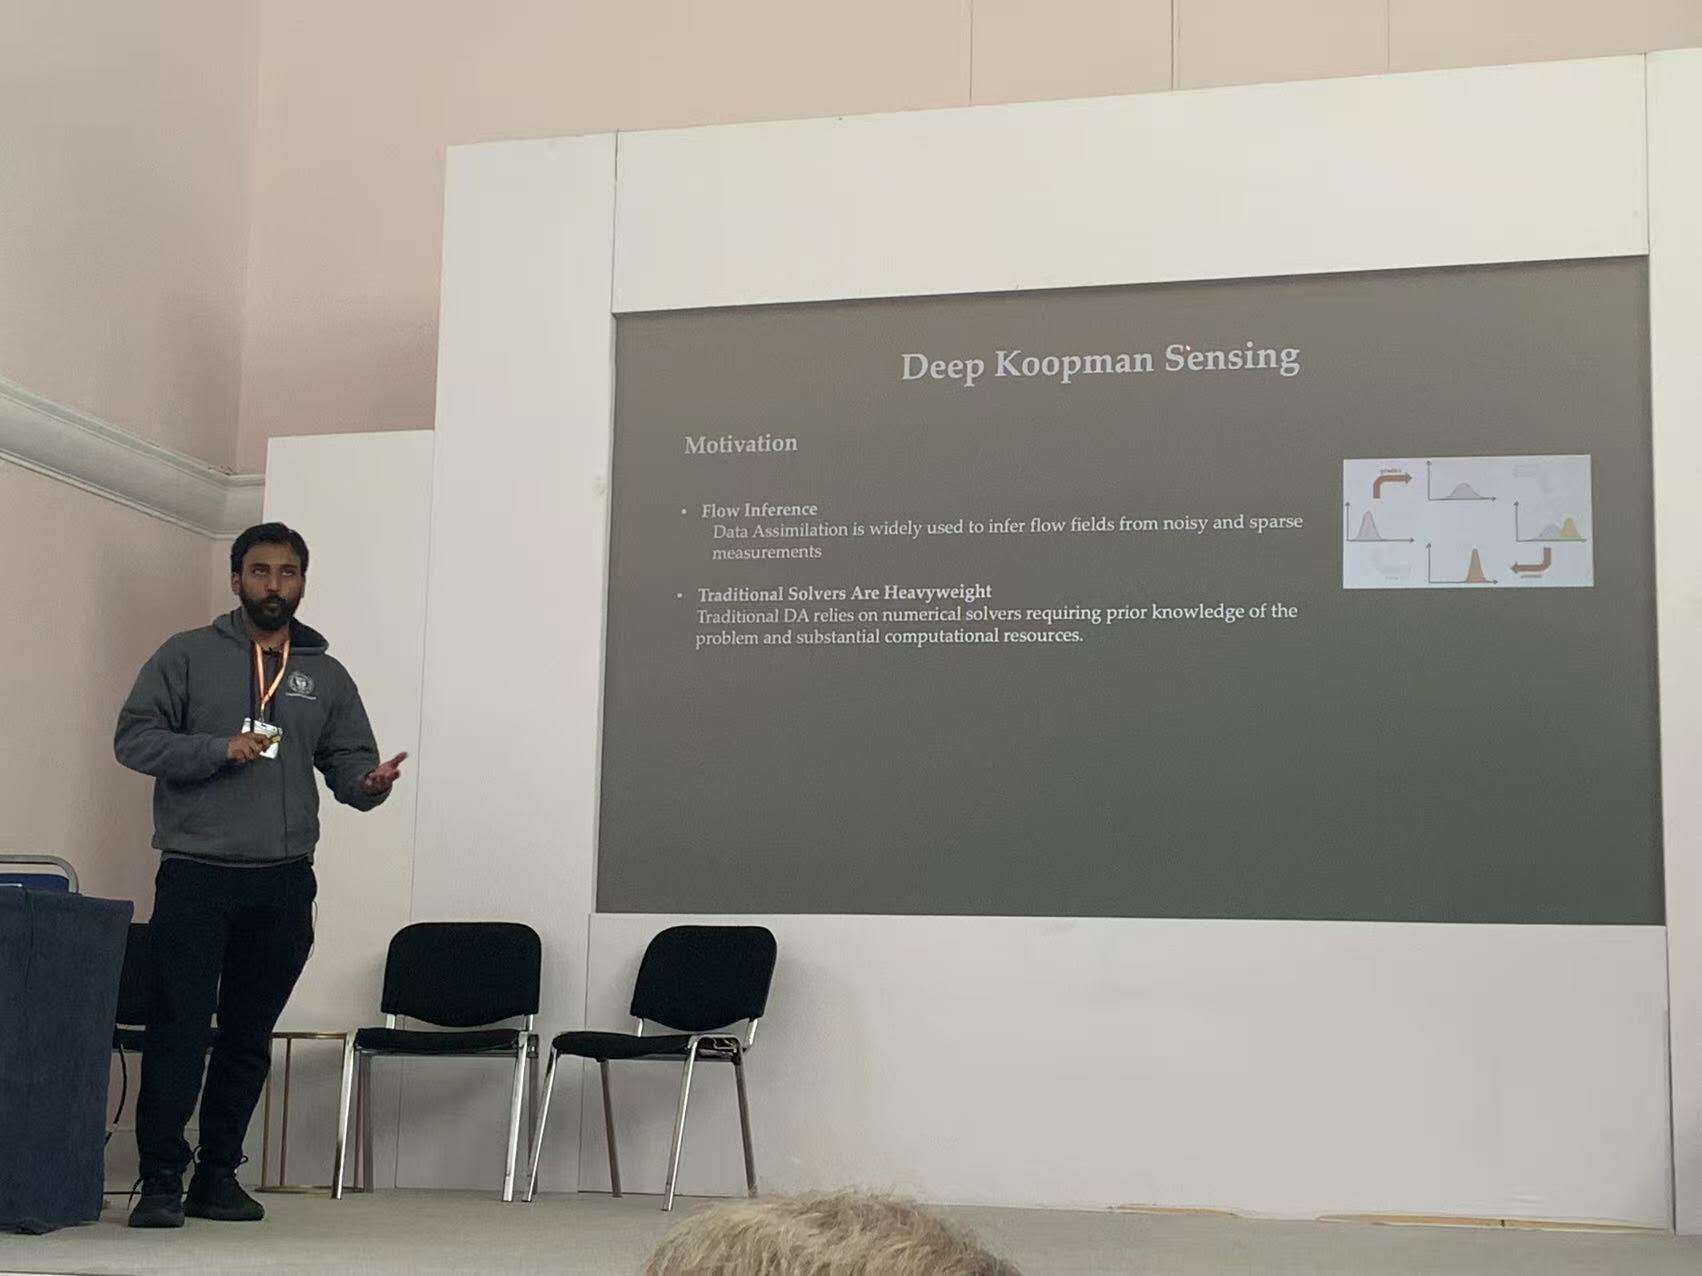 Deep Koopman Sensing
Motivation
• Flow Inference
Data Assimilation is widely used to infer flow fields from noisy and sparse
measurements
• Traditional Solvers Are Heavyweight
Traditional DA relies on numerical solvers requiring prior knowledge of the
problem and substantial computational resources.